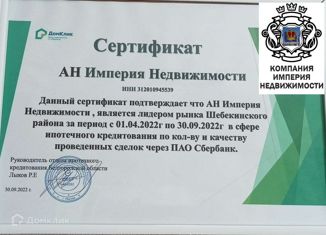 ДомКлик
Сертификат
АН Империя Недвижимости
ИНН 312010945539
Данный сертификат подтверждает что АН Империя
Недвижимости , является лидером рынка Шебекинского
района за период с 01.04.2022г по 30.09.2022г в сфере
ипотечного кредитования по кол-ву и качеству
проведенных сделок через ПАО Сбербанк.
Руководитель отдела ипотечного
кредитования Белгородской области
Лыков Р.Е
30.09.2022 г
КОМПАНИЯ
ИМПЕРИЯ
НЕДВИЖИМОСТИ
Домклик